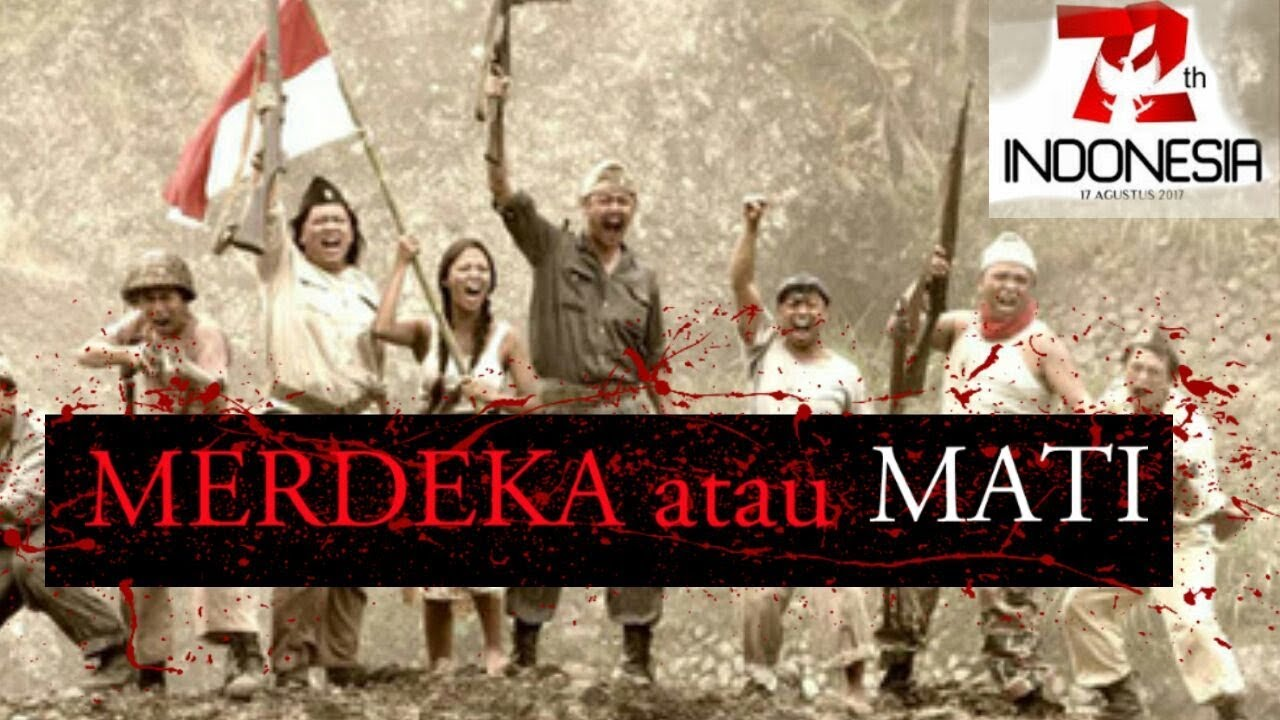 72th
INDONESIA
17 AGUSTUS 2017
MERDEKA atau MATI